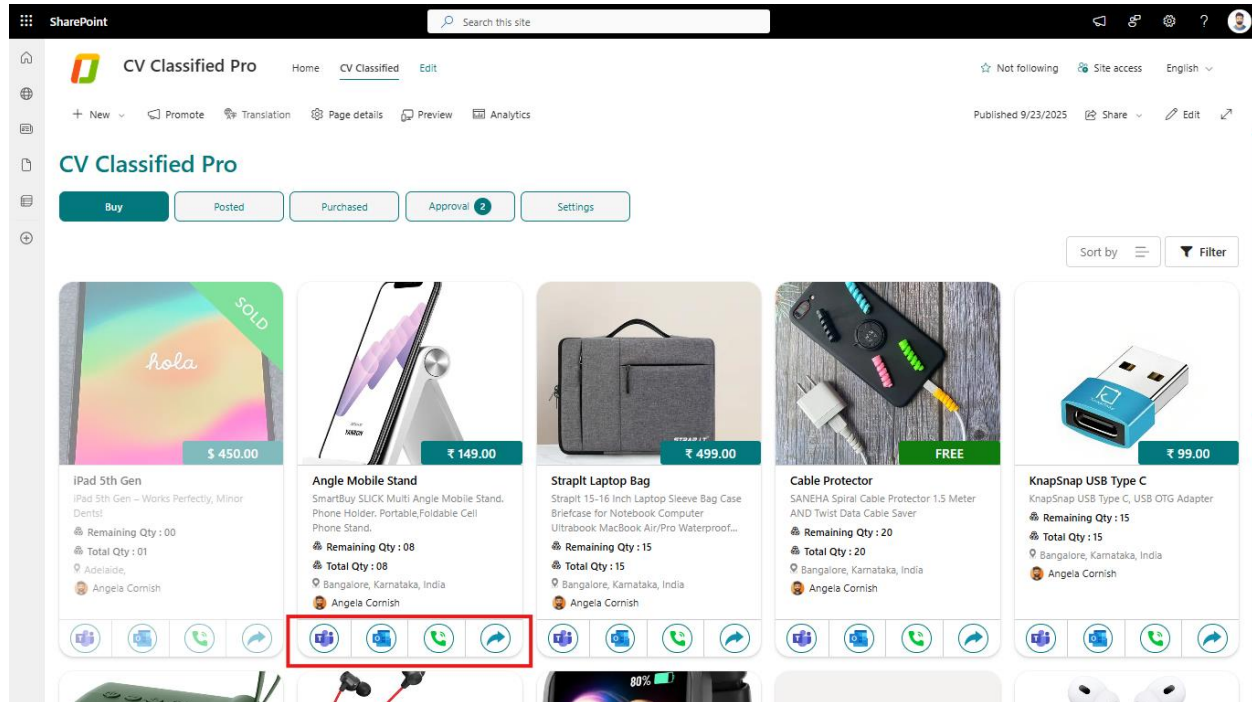 SharePoint
Search this site
CV Classified Pro
Home CV Classified Edit
Not following Site access English
New Promote Translation Page details Preview Analytics
Published 9/23/2025 Share Edit
CV Classified Pro
Buy Posted Purchased Approval 2 Settings
Sort by Filter
SOLD
hola
$ 450.00
iPad 5th Gen
iPad 5th Gen – Works Perfectly, Minor
Dents!
Remaining Qty : 00
Total Qty : 01
Adelaide,
Angela Cornish
YAMRON
₹ 149.00
Angle Mobile Stand
SmartBuy SLICK Multi Angle Mobile Stand.
Phone Holder. Portable,Foldable Cell
Phone Stand.
Remaining Qty : 08
Total Qty : 08
Bangalore, Karnataka, India
Angela Cornish
STRAP IT
₹ 499.00
StrapIt Laptop Bag
StrapIt 15-16 Inch Laptop Sleeve Bag Case
Briefcase for Notebook Computer
Ultrabook MacBook Air/Pro Waterproof...
Remaining Qty : 15
Total Qty : 15
Bangalore, Karnataka, India
Angela Cornish
FREE
Cable Protector
SANEHA Spiral Cable Protector 1.5 Meter
AND Twist Data Cable Saver
Remaining Qty : 20
Total Qty : 20
Bangalore, Karnataka, India
Angela Cornish
₹ 99.00
KnapSnap USB Type C
KnapSnap USB Type C, USB OTG Adapter
Remaining Qty : 15
Total Qty : 15
Bangalore, Karnataka, India
Angela Cornish
80%